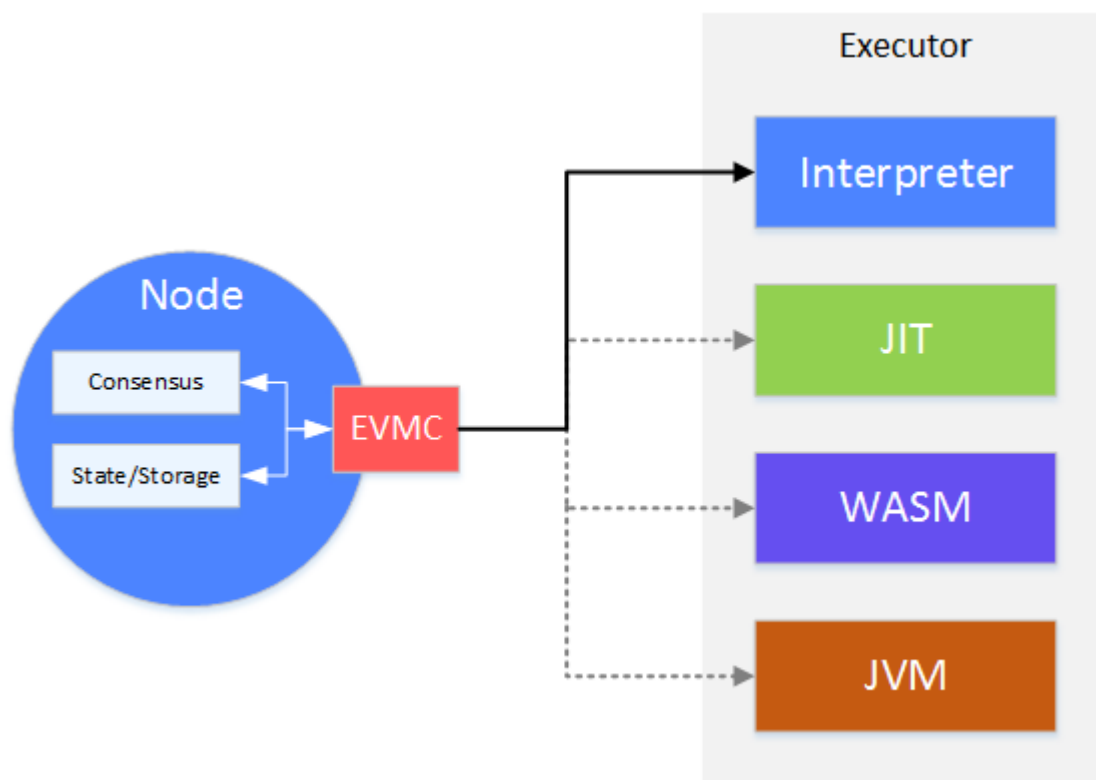 Executor
Interpreter
Node
JIT
Consensus
EVMC
State/Storage
WASM
JVM